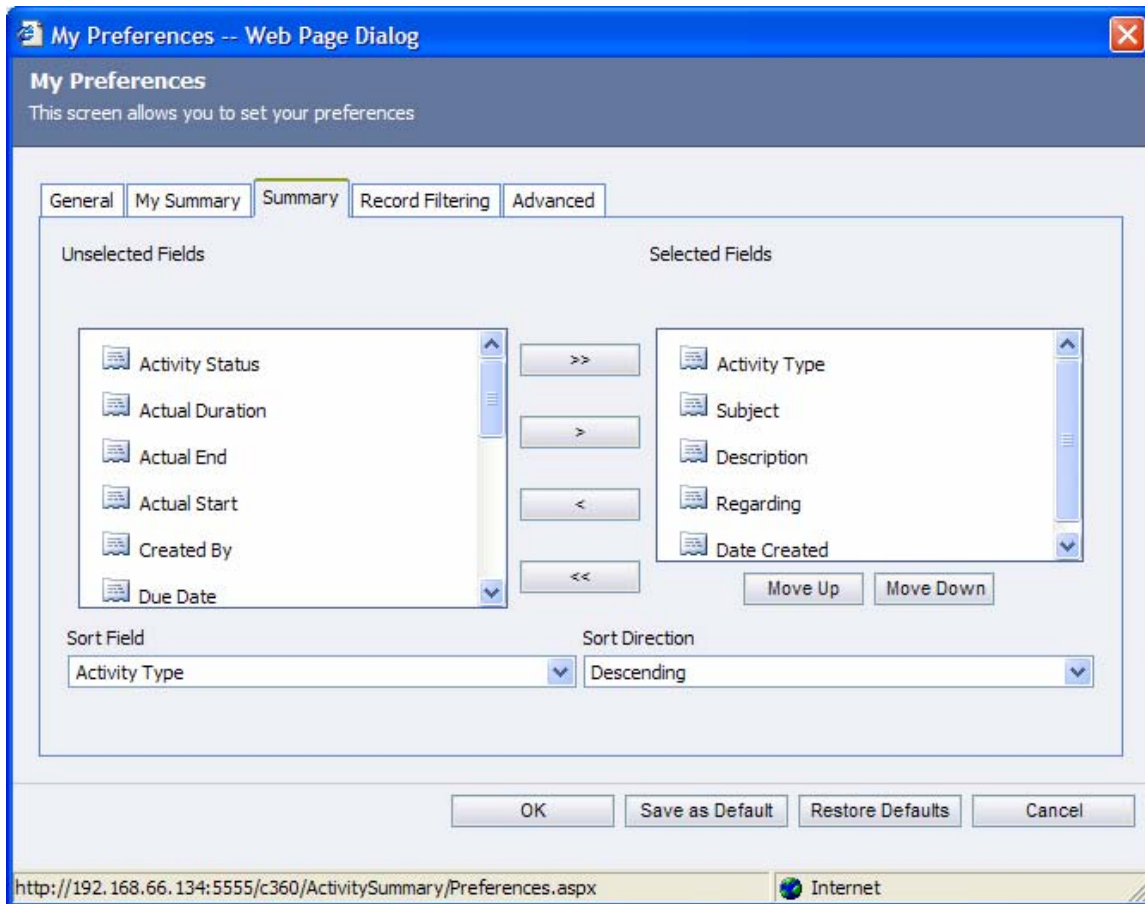 My Preferences -- Web Page Dialog
My Preferences
This screen allows you to set your preferences
General My Summary Summary Record Filtering Advanced
Unselected Fields Selected Fields
Activity Status >> Activity Type
Actual Duration Subject
Actual End > Description
Actual Start < Regarding
Created By Date Created
Due Date << Move Up Move Down
Sort Field Sort Direction
Activity Type Descending
OK Save as Default Restore Defaults Cancel
http://192.168.66.134:5555/c360/ActivitySummary/Preferences.aspx Internet